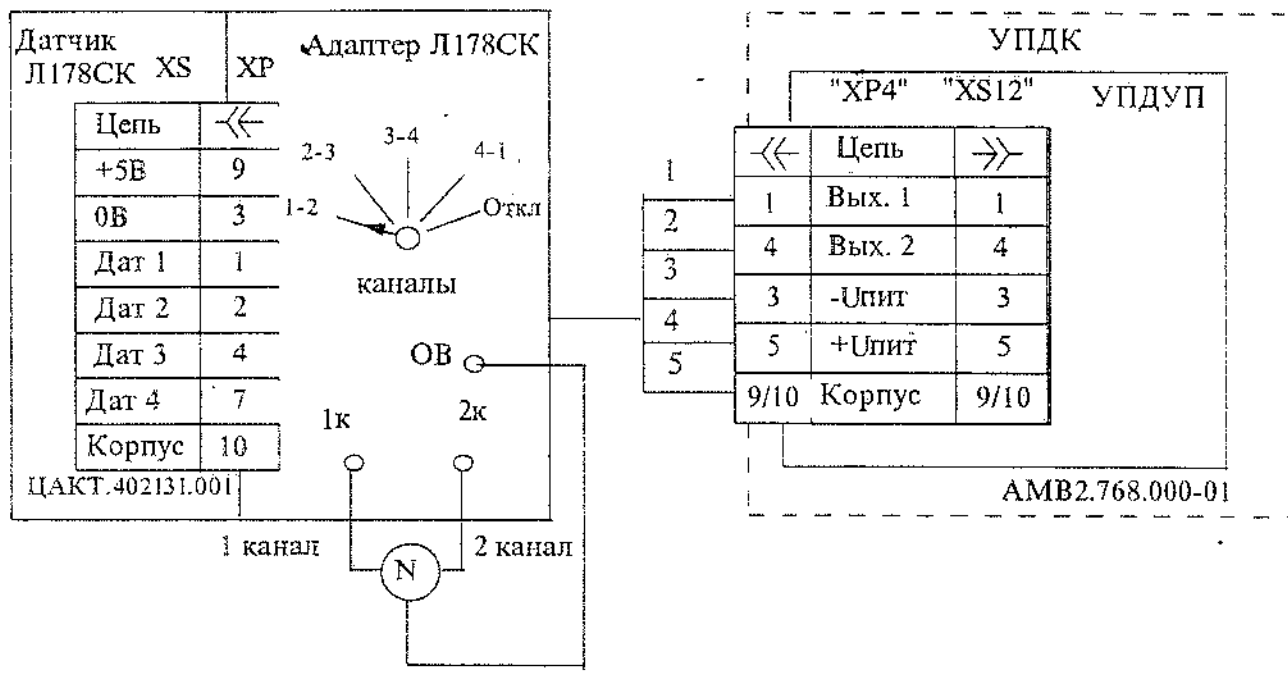 Датчик
Л178СК XS XP
Адаптер Л178СК
Цепь
+5В 9
0В 3
Дат 1 1
Дат 2 2
Дат 3 4
Дат 4 7
Корпус 10
ЦАКТ.402131.001
1-2
2-3
3-4
4-1
Откл
каналы
ОВ
1к
2к
1 канал
2 канал
N
1
2
3
4
5
УПДК
"ХР4" "XS12" УПДУП
Цепь
1 Вых. 1 1
4 Вых. 2 4
3 -Uпит 3
5 +Uпит 5
9/10 Корпус 9/10
АМВ2.768.000-01